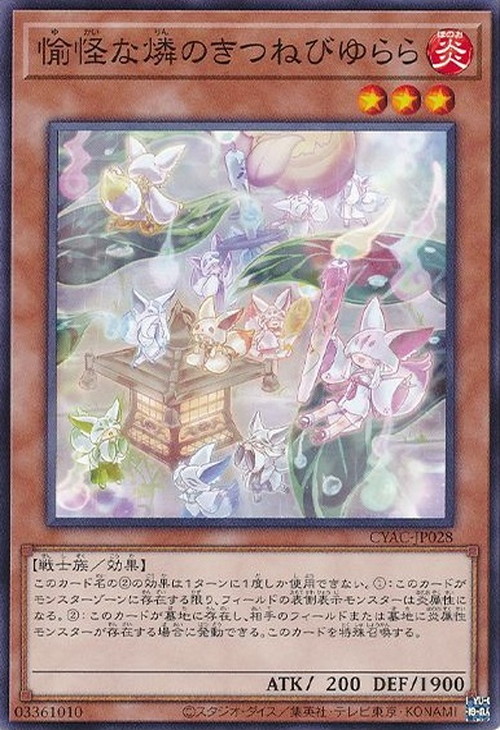 愉怪な燐のきつねびゆらら
炎
CYAC-JP028
【戦士族／効果】
このカード名の②の効果は1ターンに1度しか使用できない。①：このカードが
モンスターゾーンに存在する限り、フィールドの表側表示モンスターは炎属性に
なる。②：このカードが墓地に存在し、相手のフィールドまたは墓地に炎属性
モンスターが存在する場合に発動できる。このカードを特殊召喚する。
ATK/ 200 DEF/1900
03361010
©スタジオ・ダイス／集英社・テレビ東京・KONAMI